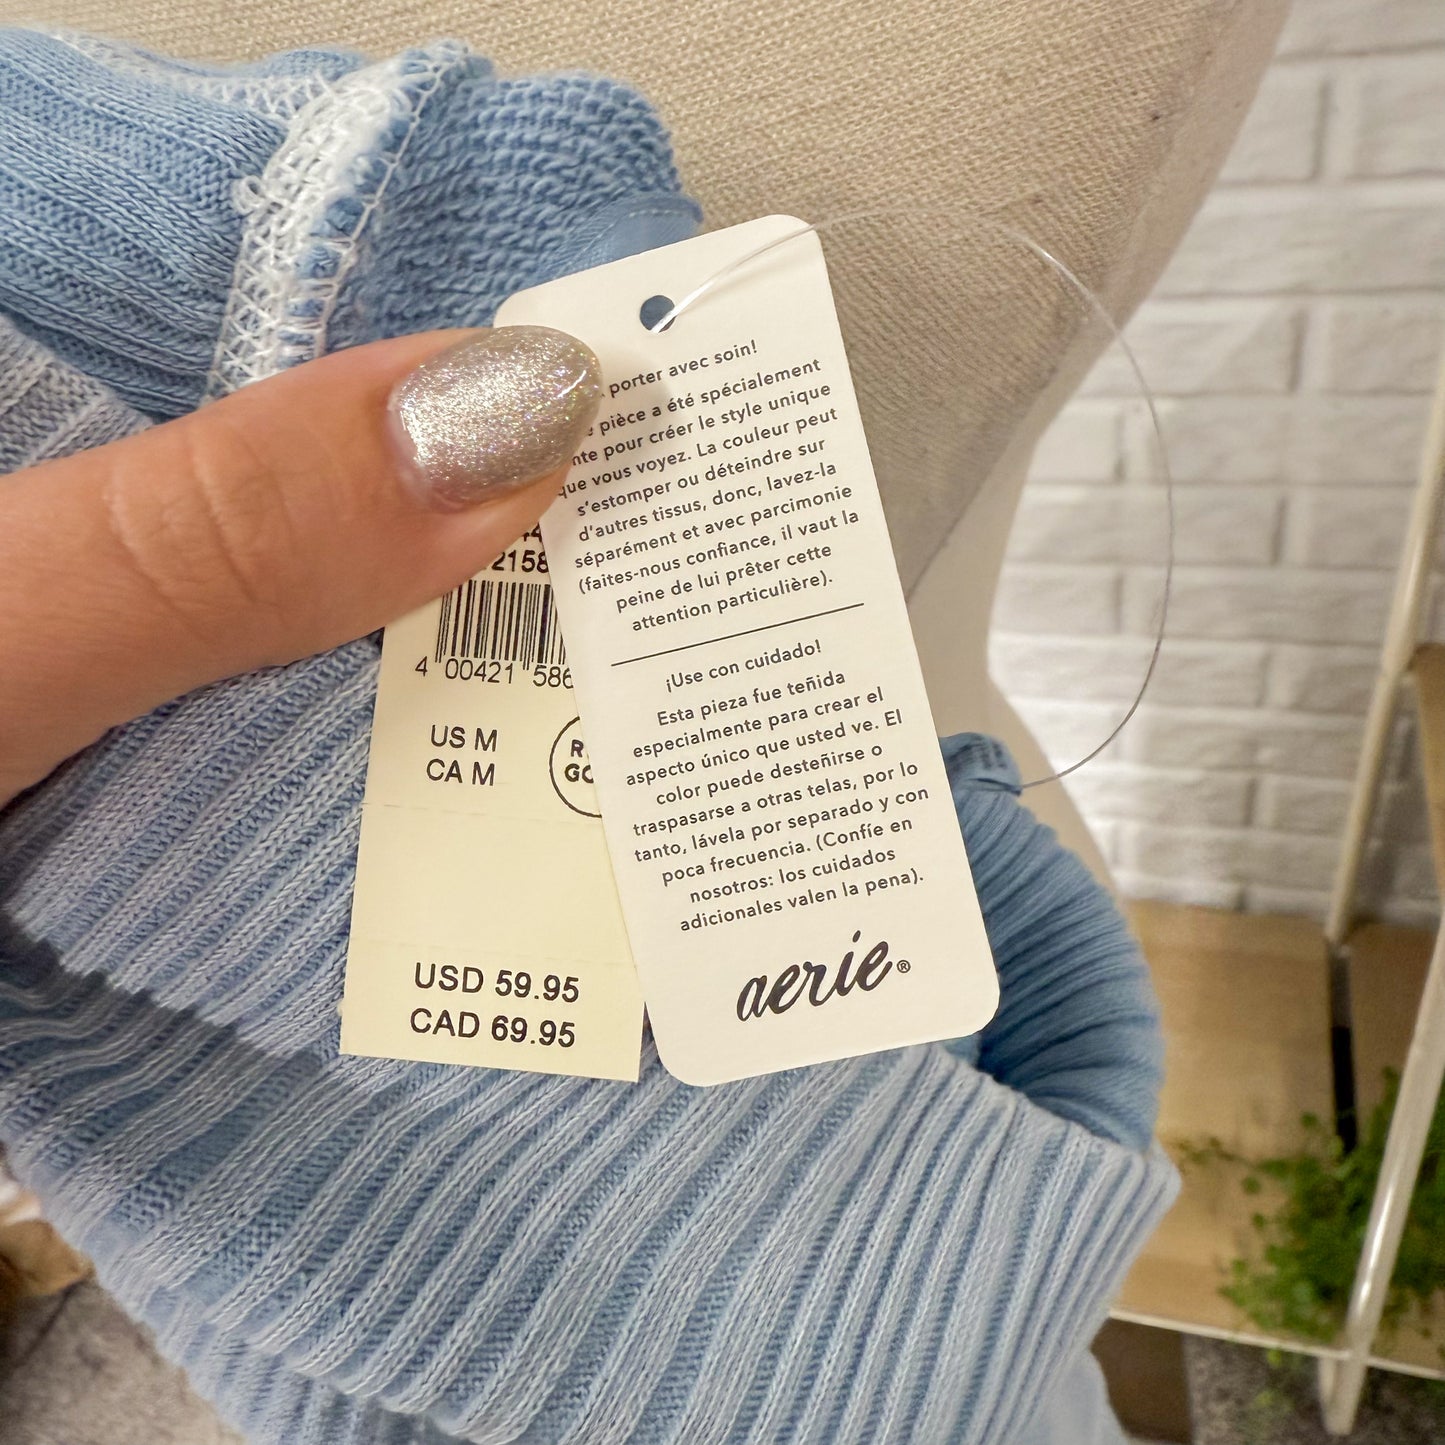 porter avec soin!
pièce a été spécialement
pour créer le style unique
que vous voyez. La couleur peut
s'estomper ou déteindre sur
d'autres tissus, donc, lavez-la
séparément et avec parcimonie
(faites-nous confiance, il vaut la
peine de lui prêter cette
attention particulière).
¡Use con cuidado!
Esta pieza fue teñida
especialmente para crear el
aspecto único que usted ve. El
color puede desteñirse o
traspasarse a otras telas, por lo
tanto, lávela por separado y con
poca frecuencia. (Confíe en
nosotros: los cuidados
adicionales valen la pena).
aerie®
4 00421 586
US M
CA M
USD 59.95
CAD 69.95